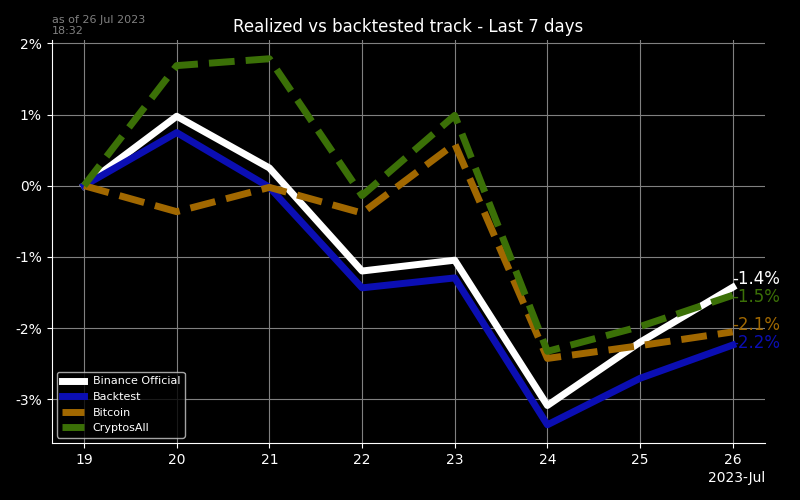 as of 26 Jul 2023
18:32
Realized vs backtested track - Last 7 days
2%
1%
0%
-1%
-2%
-3%
-1.4%
-1.5%
-2.1%
-2.2%
Binance Official
Backtest
Bitcoin
CryptosAll
19 20 21 22 23 24 25 26
2023-Jul